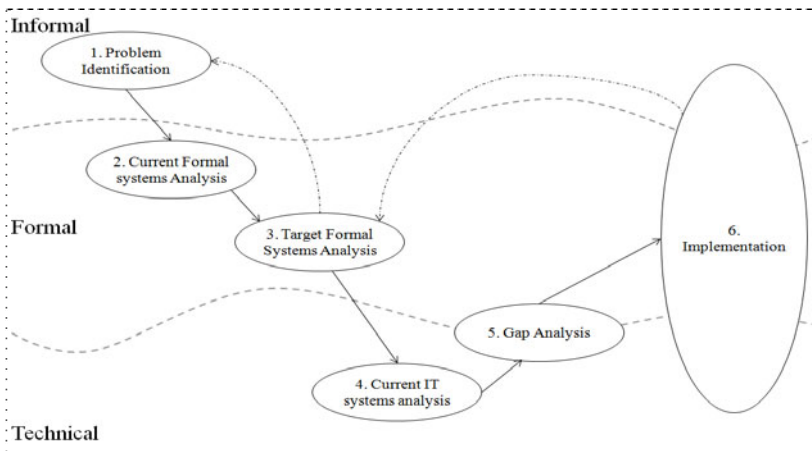 Informal
1. Problem
Identification
2. Current Formal
systems Analysis
Formal
3. Target Formal
Systems Analysis
6.
Implementation
5. Gap Analysis
4. Current IT
systems analysis
Technical